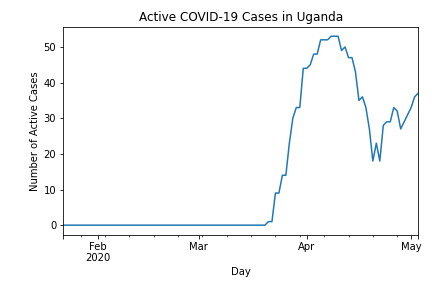 Active COVID-19 Cases in Uganda
50
40
30
20
10
0
Number of Active Cases
Feb
2020
Mar
Apr
May
Day